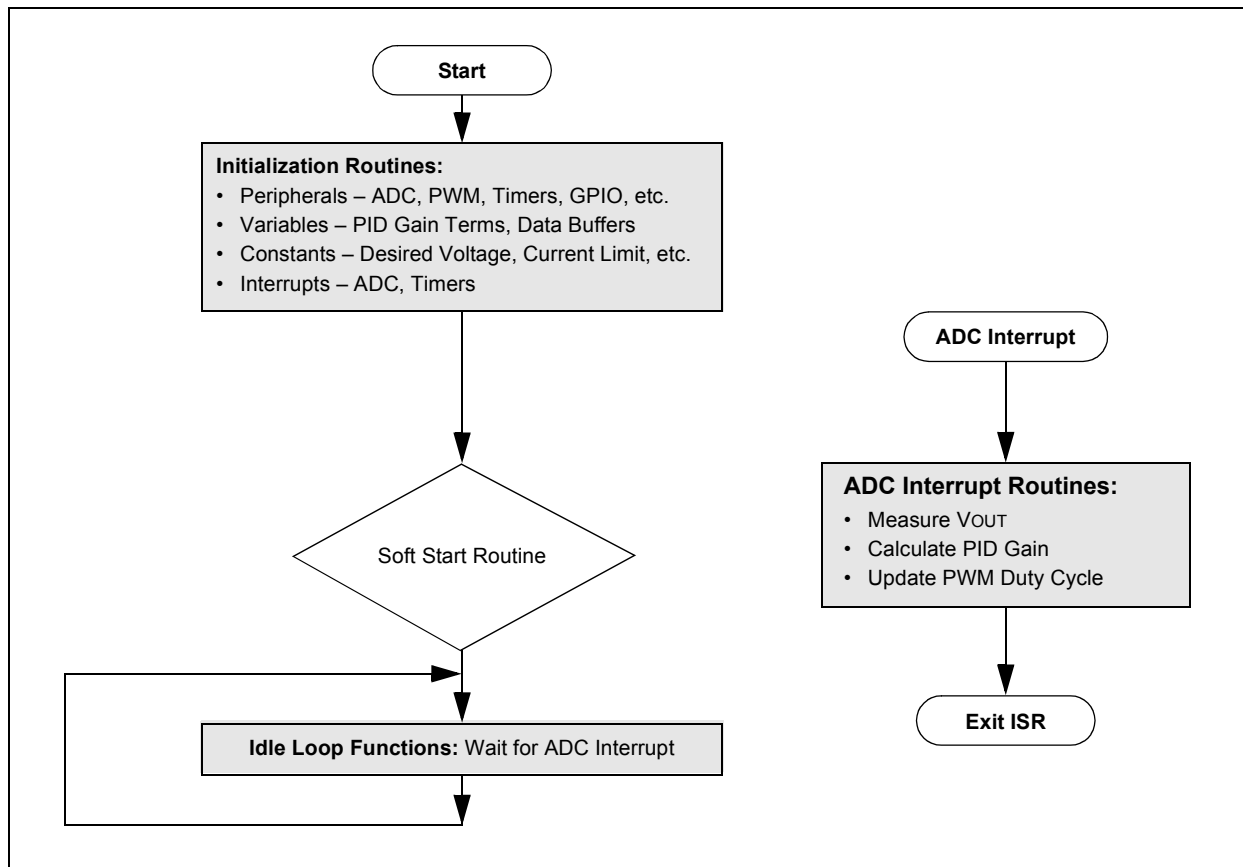 Start
Initialization Routines:
• Peripherals – ADC, PWM, Timers, GPIO, etc.
• Variables – PID Gain Terms, Data Buffers
• Constants – Desired Voltage, Current Limit, etc.
• Interrupts – ADC, Timers
Soft Start Routine
Idle Loop Functions: Wait for ADC Interrupt
ADC Interrupt
ADC Interrupt Routines:
• Measure VOUT
• Calculate PID Gain
• Update PWM Duty Cycle
Exit ISR